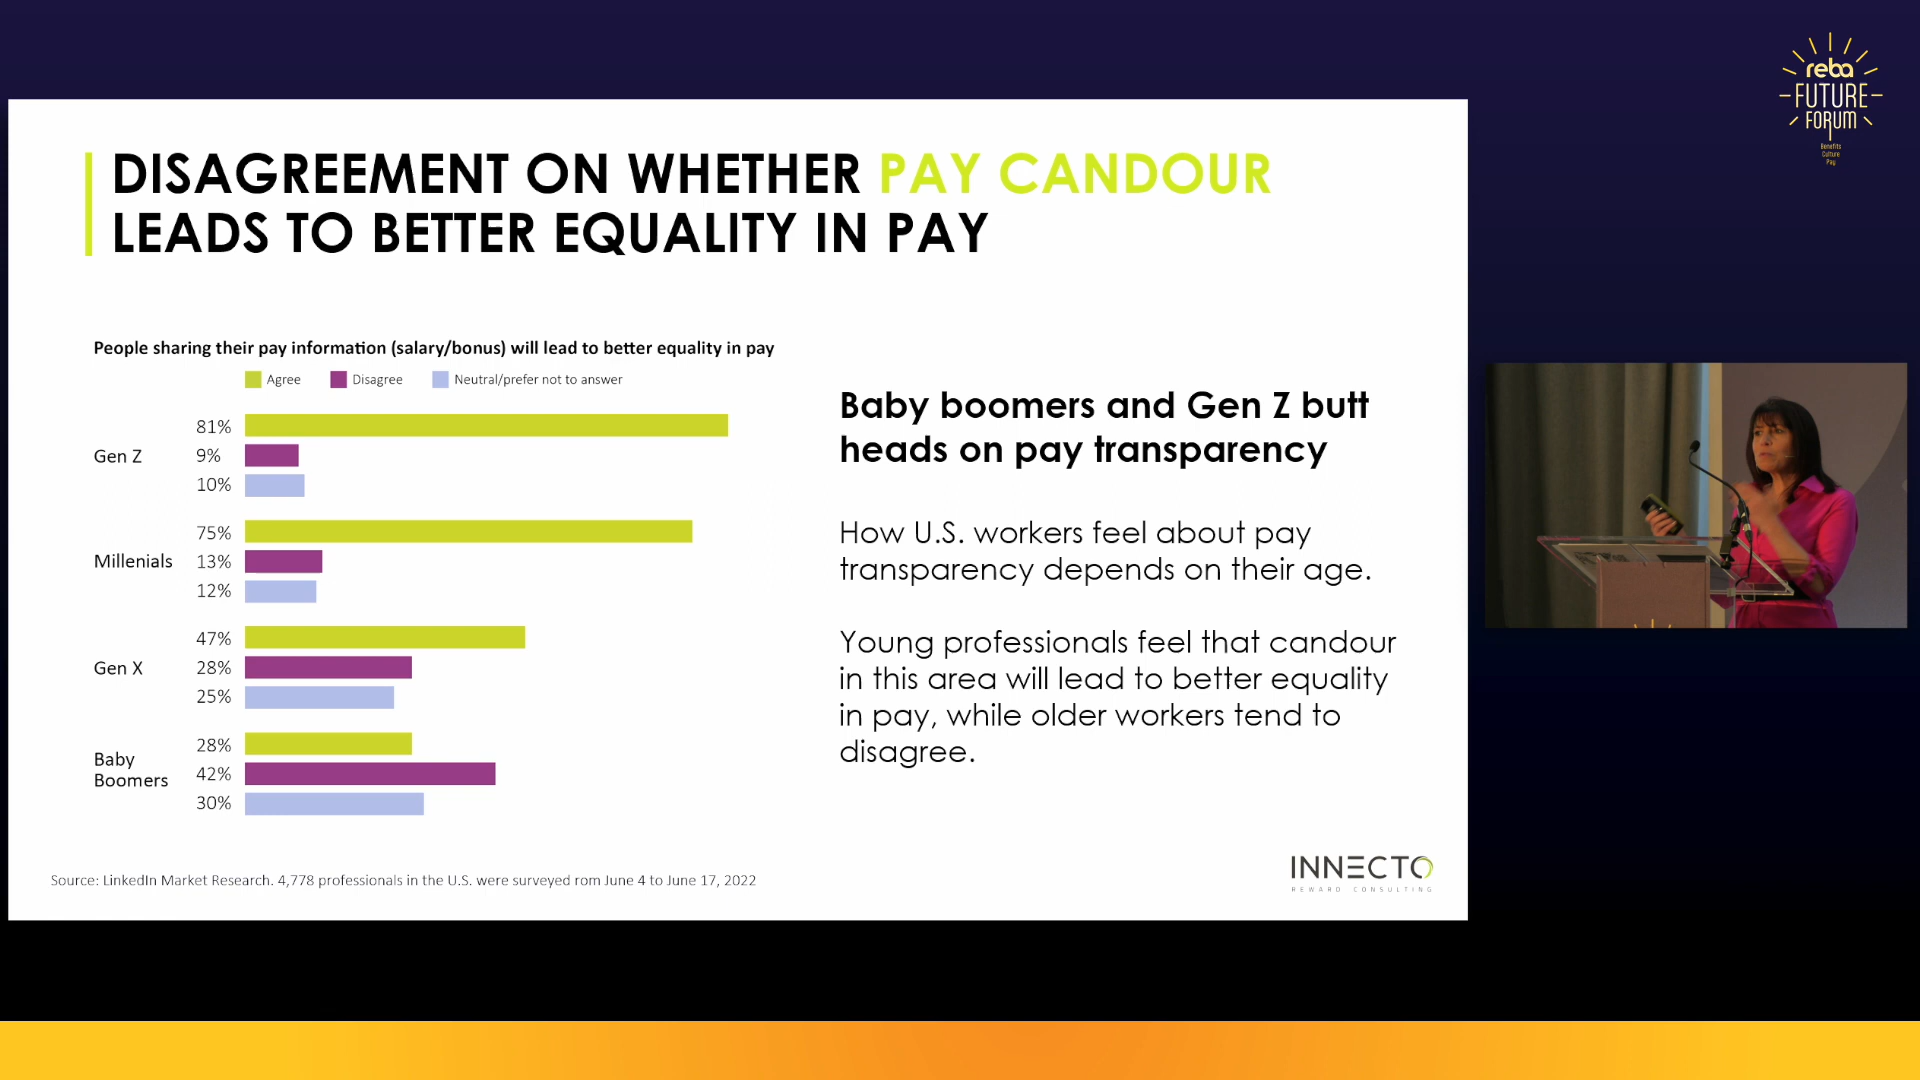 reba
FUTURE
FORUM
Benefits
Culture
Pay
DISAGREEMENT ON WHETHER PAY CANDOUR
LEADS TO BETTER EQUALITY IN PAY
People sharing their pay information (salary/bonus) will lead to better equality in pay
Agree Disagree Neutral/prefer not to answer
Gen Z
81%
9%
10%
Millenials
75%
13%
12%
Gen X
47%
28%
25%
Baby
Boomers
28%
42%
30%
Baby boomers and Gen Z butt
heads on pay transparency
How U.S. workers feel about pay
transparency depends on their age.
Young professionals feel that candour
in this area will lead to better equality
in pay, while older workers tend to
disagree.
Source: LinkedIn Market Research. 4,778 professionals in the U.S. were surveyed rom June 4 to June 17, 2022
INNECTO
REWARD CONSULTING